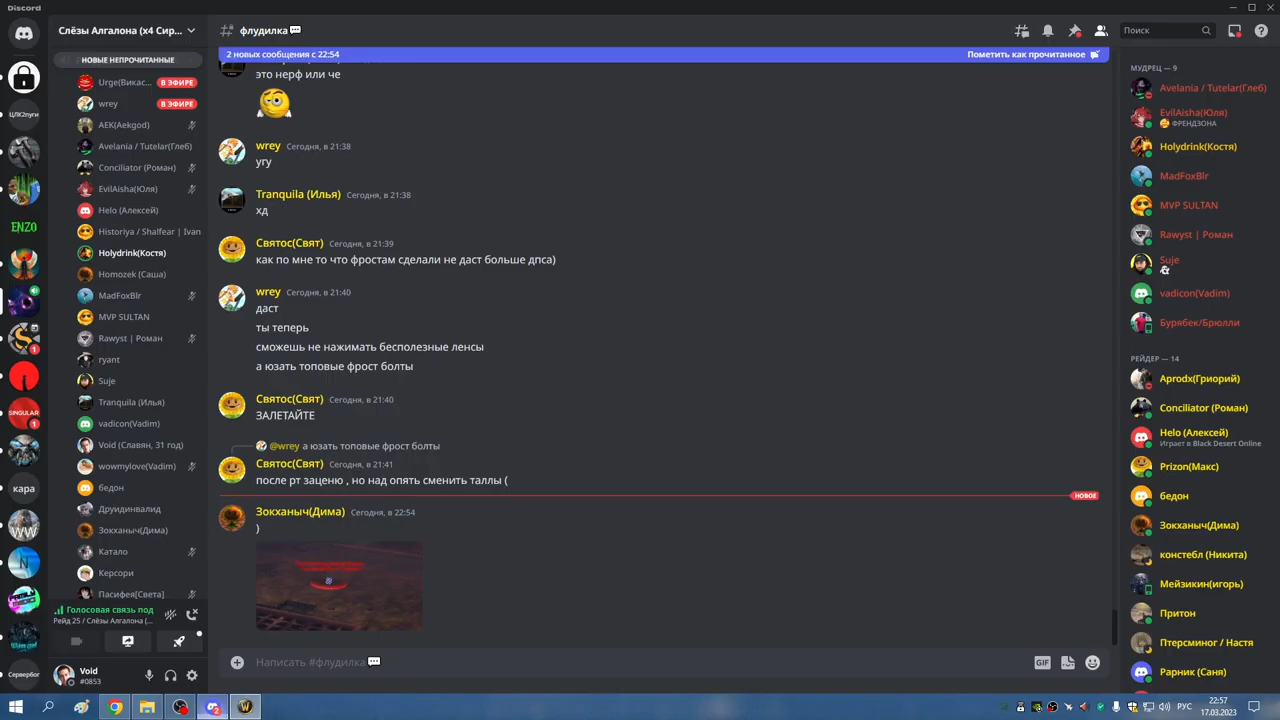 Discord
Слёзы Алгалона (x4 Сир...
НОВЫЕ НЕПРОЧИТАННЫЕ
Urge(Викас... В ЭФИРЕ
wrey В ЭФИРЕ
AEK(Aekgod)
Avelania / Tutelar(Глеб)
Conciliator (Роман)
EvilAisha(Юля)
Helo (Алексей)
Historiya / Shalfear | Ivan
Holydrink(Костя)
Homozek (Саша)
MadFoxBlr
MVP SULTAN
Rawyst | Роман
ryant
Suje
Tranquila (Илья)
vadicon(Vadim)
Void (Славян, 31 год)
wowmylove(Vadim)
бедон
Друидинвалид
Зокханыч(Дима)
Катало
Керсори
Пасифея[Света]
Голосовая связь под
Рейд 25 / Слёзы Алгалона (...
Void
#0853
ЦЛК2пуги
ENZO
1
SINGULAR
1
кара
WW
Сервербог
флудилка
Поиск
2 новых сообщения с 22:54
Пометить как прочитанное
это нерф или че
wrey Сегодня, в 21:38
угу
Tranquila (Илья) Сегодня, в 21:38
хд
Святос(Свят) Сегодня, в 21:39
как по мне то что фростам сделали не даст больше дпса)
wrey Сегодня, в 21:40
даст
ты теперь
сможешь не нажимать бесполезные ленсы
а юзать топовые фрост болты
Святос(Свят) Сегодня, в 21:40
ЗАЛЕТАЙТЕ
@wrey а юзать топовые фрост болты
Святос(Свят) Сегодня, в 21:41
после рт заценю , но над опять сменить таллы (
НОВОЕ
Зокханыч(Дима) Сегодня, в 22:54
)
Написать #флудилка
GIF
МУДРЕЦ — 9
Avelania / Tutelar(Глеб)
EvilAisha(Юля)
ФРЕНДЗОНА
Holydrink(Костя)
MadFoxBlr
MVP SULTAN
Rawyst | Роман
Suje
vadicon(Vadim)
Бурябек/Брюлли
РЕЙДЕР — 14
Aprodx(Гриорий)
Conciliator (Роман)
Helo (Алексей)
Играет в Black Desert Online
Prizon(Макс)
бедон
Зокханыч(Дима)
констебл (Никита)
Мейзикин(игорь)
Притон
Птерсминог / Настя
Рарник (Саня)
РУС
22:57
17.03.2023